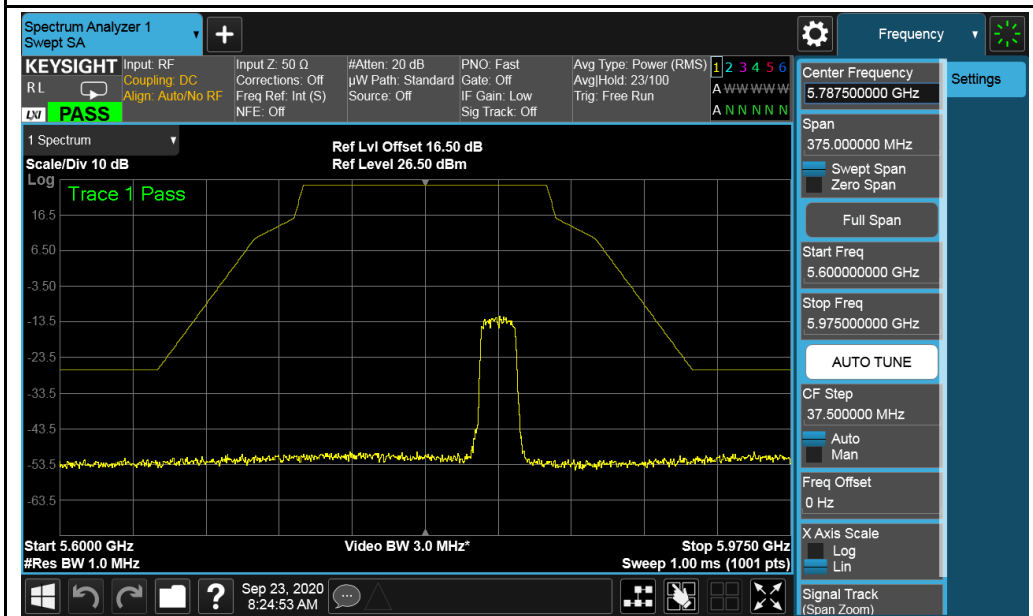 Spectrum Analyzer 1
Swept SA
+
Frequency
KEYSIGHT
RL
LXI PASS
Input: RF
Coupling: DC
Align: Auto/No RF
Input Z: 50 Ω
Corrections: Off
Freq Ref: Int (S)
NFE: Off
#Atten: 20 dB
µW Path: Standard
Source: Off
PNO: Fast
Gate: Off
IF Gain: Low
Sig Track: Off
Avg Type: Power (RMS)
Avg|Hold: 23/100
Trig: Free Run
1 2 3 4 5 6
A W W W W W
A N N N N N
1 Spectrum
Scale/Div 10 dB
Ref Lvl Offset 16.50 dB
Ref Level 26.50 dBm
Log
Trace 1 Pass
16.5
6.50
-3.50
-13.5
-23.5
-33.5
-43.5
-53.5
-63.5
Start 5.6000 GHz
#Res BW 1.0 MHz
Video BW 3.0 MHz*
Stop 5.9750 GHz
Sweep 1.00 ms (1001 pts)
Center Frequency
5.787500000 GHz
Settings
Span
375.000000 MHz
Swept Span
Zero Span
Full Span
Start Freq
5.600000000 GHz
Stop Freq
5.975000000 GHz
AUTO TUNE
CF Step
37.500000 MHz
Auto
Man
Freq Offset
0 Hz
X Axis Scale
Log
Lin
Signal Track
(Span Zoom)
?
Sep 23, 2020
8:24:53 AM